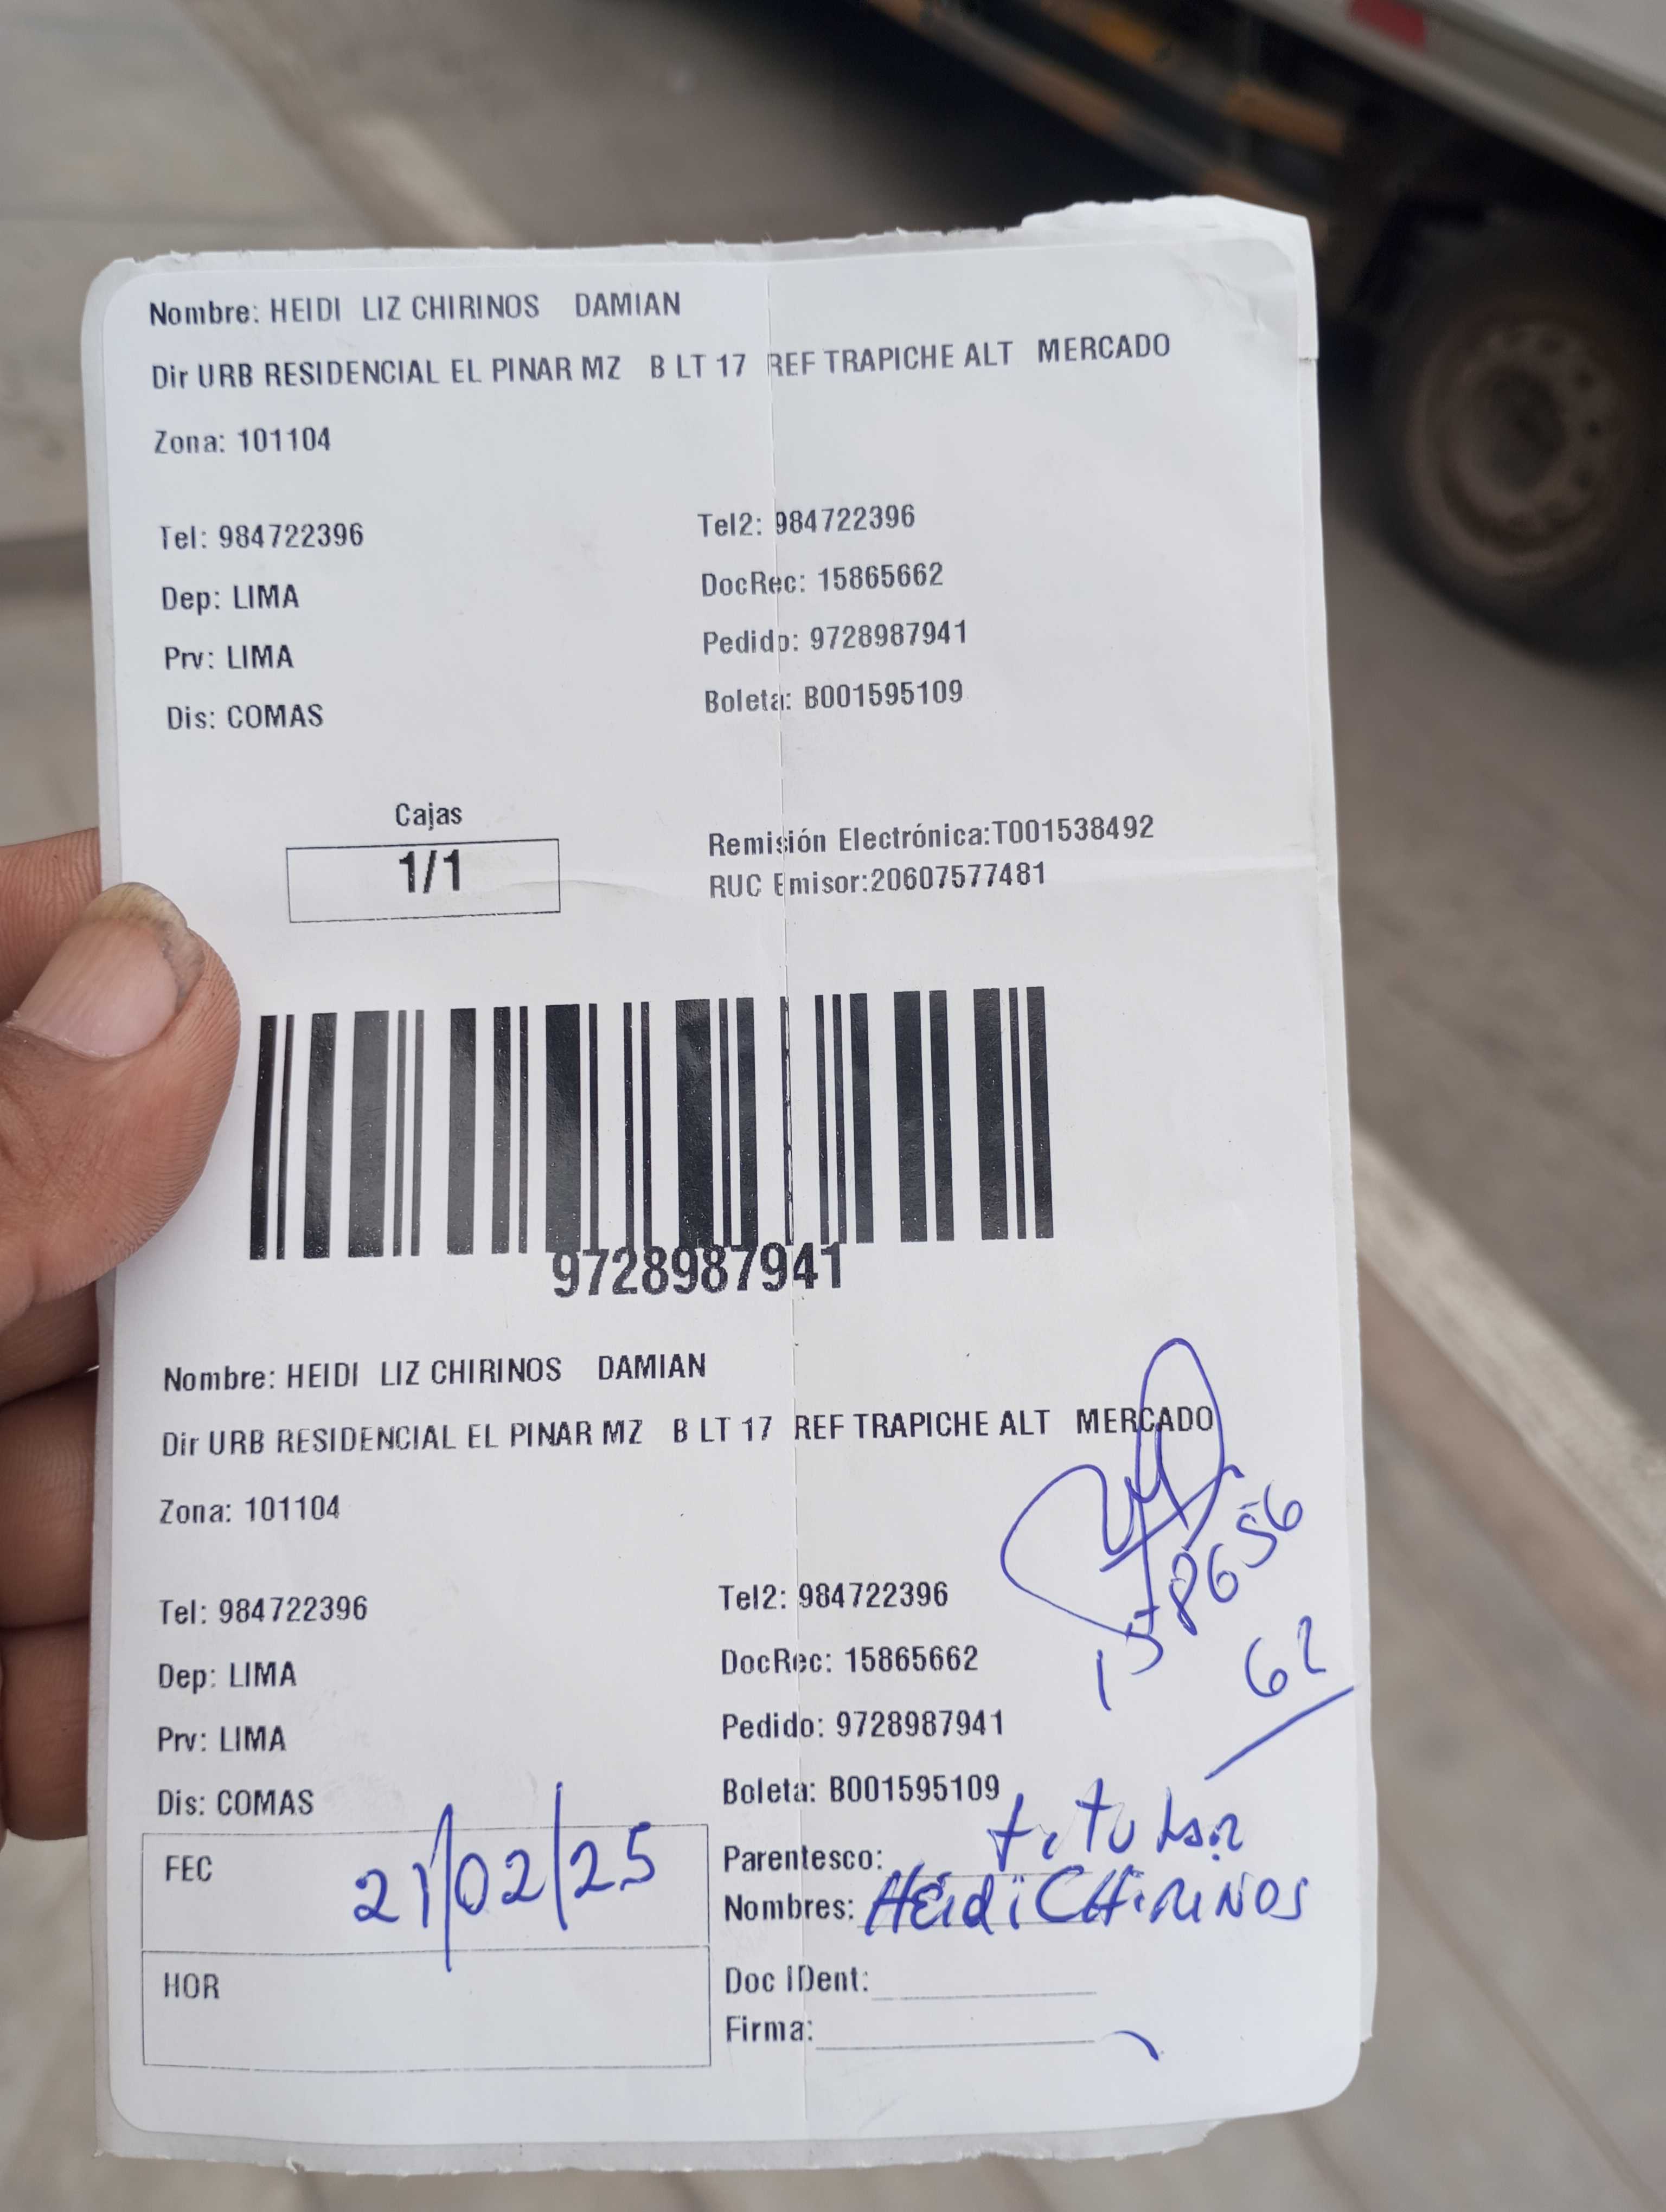 Nombre: HEIDI LIZ CHIRINOS DAMIAN
Dir URB RESIDENCIAL EL PINAR MZ B LT 17 REF TRAPICHE ALT MERCADO
Zona: 101104
Tel: 984722396
Tel2: 984722396
Dep: LIMA
DocRec: 15865662
Prv: LIMA
Pedido: 9728987941
Dis: COMAS
Boleta: B001595109
Cajas
1/1
Remisión Electrónica:T001538492
RUC Emisor:20607577481
9728987941
Nombre: HEIDI LIZ CHIRINOS DAMIAN
Dir URB RESIDENCIAL EL PINAR MZ B LT 17 REF TRAPICHE ALT MERCADO
Zona: 101104
Tel: 984722396
Tel2: 984722396
1586556
62
Dep: LIMA
DocRec: 15865662
Prv: LIMA
Pedido: 9728987941
Dis: COMAS
Boleta: B001595109
FEC 21/02/25
Parentesco: titular
Nombres: Heidi CHIRINOS
HOR
Doc IDent:
Firma: